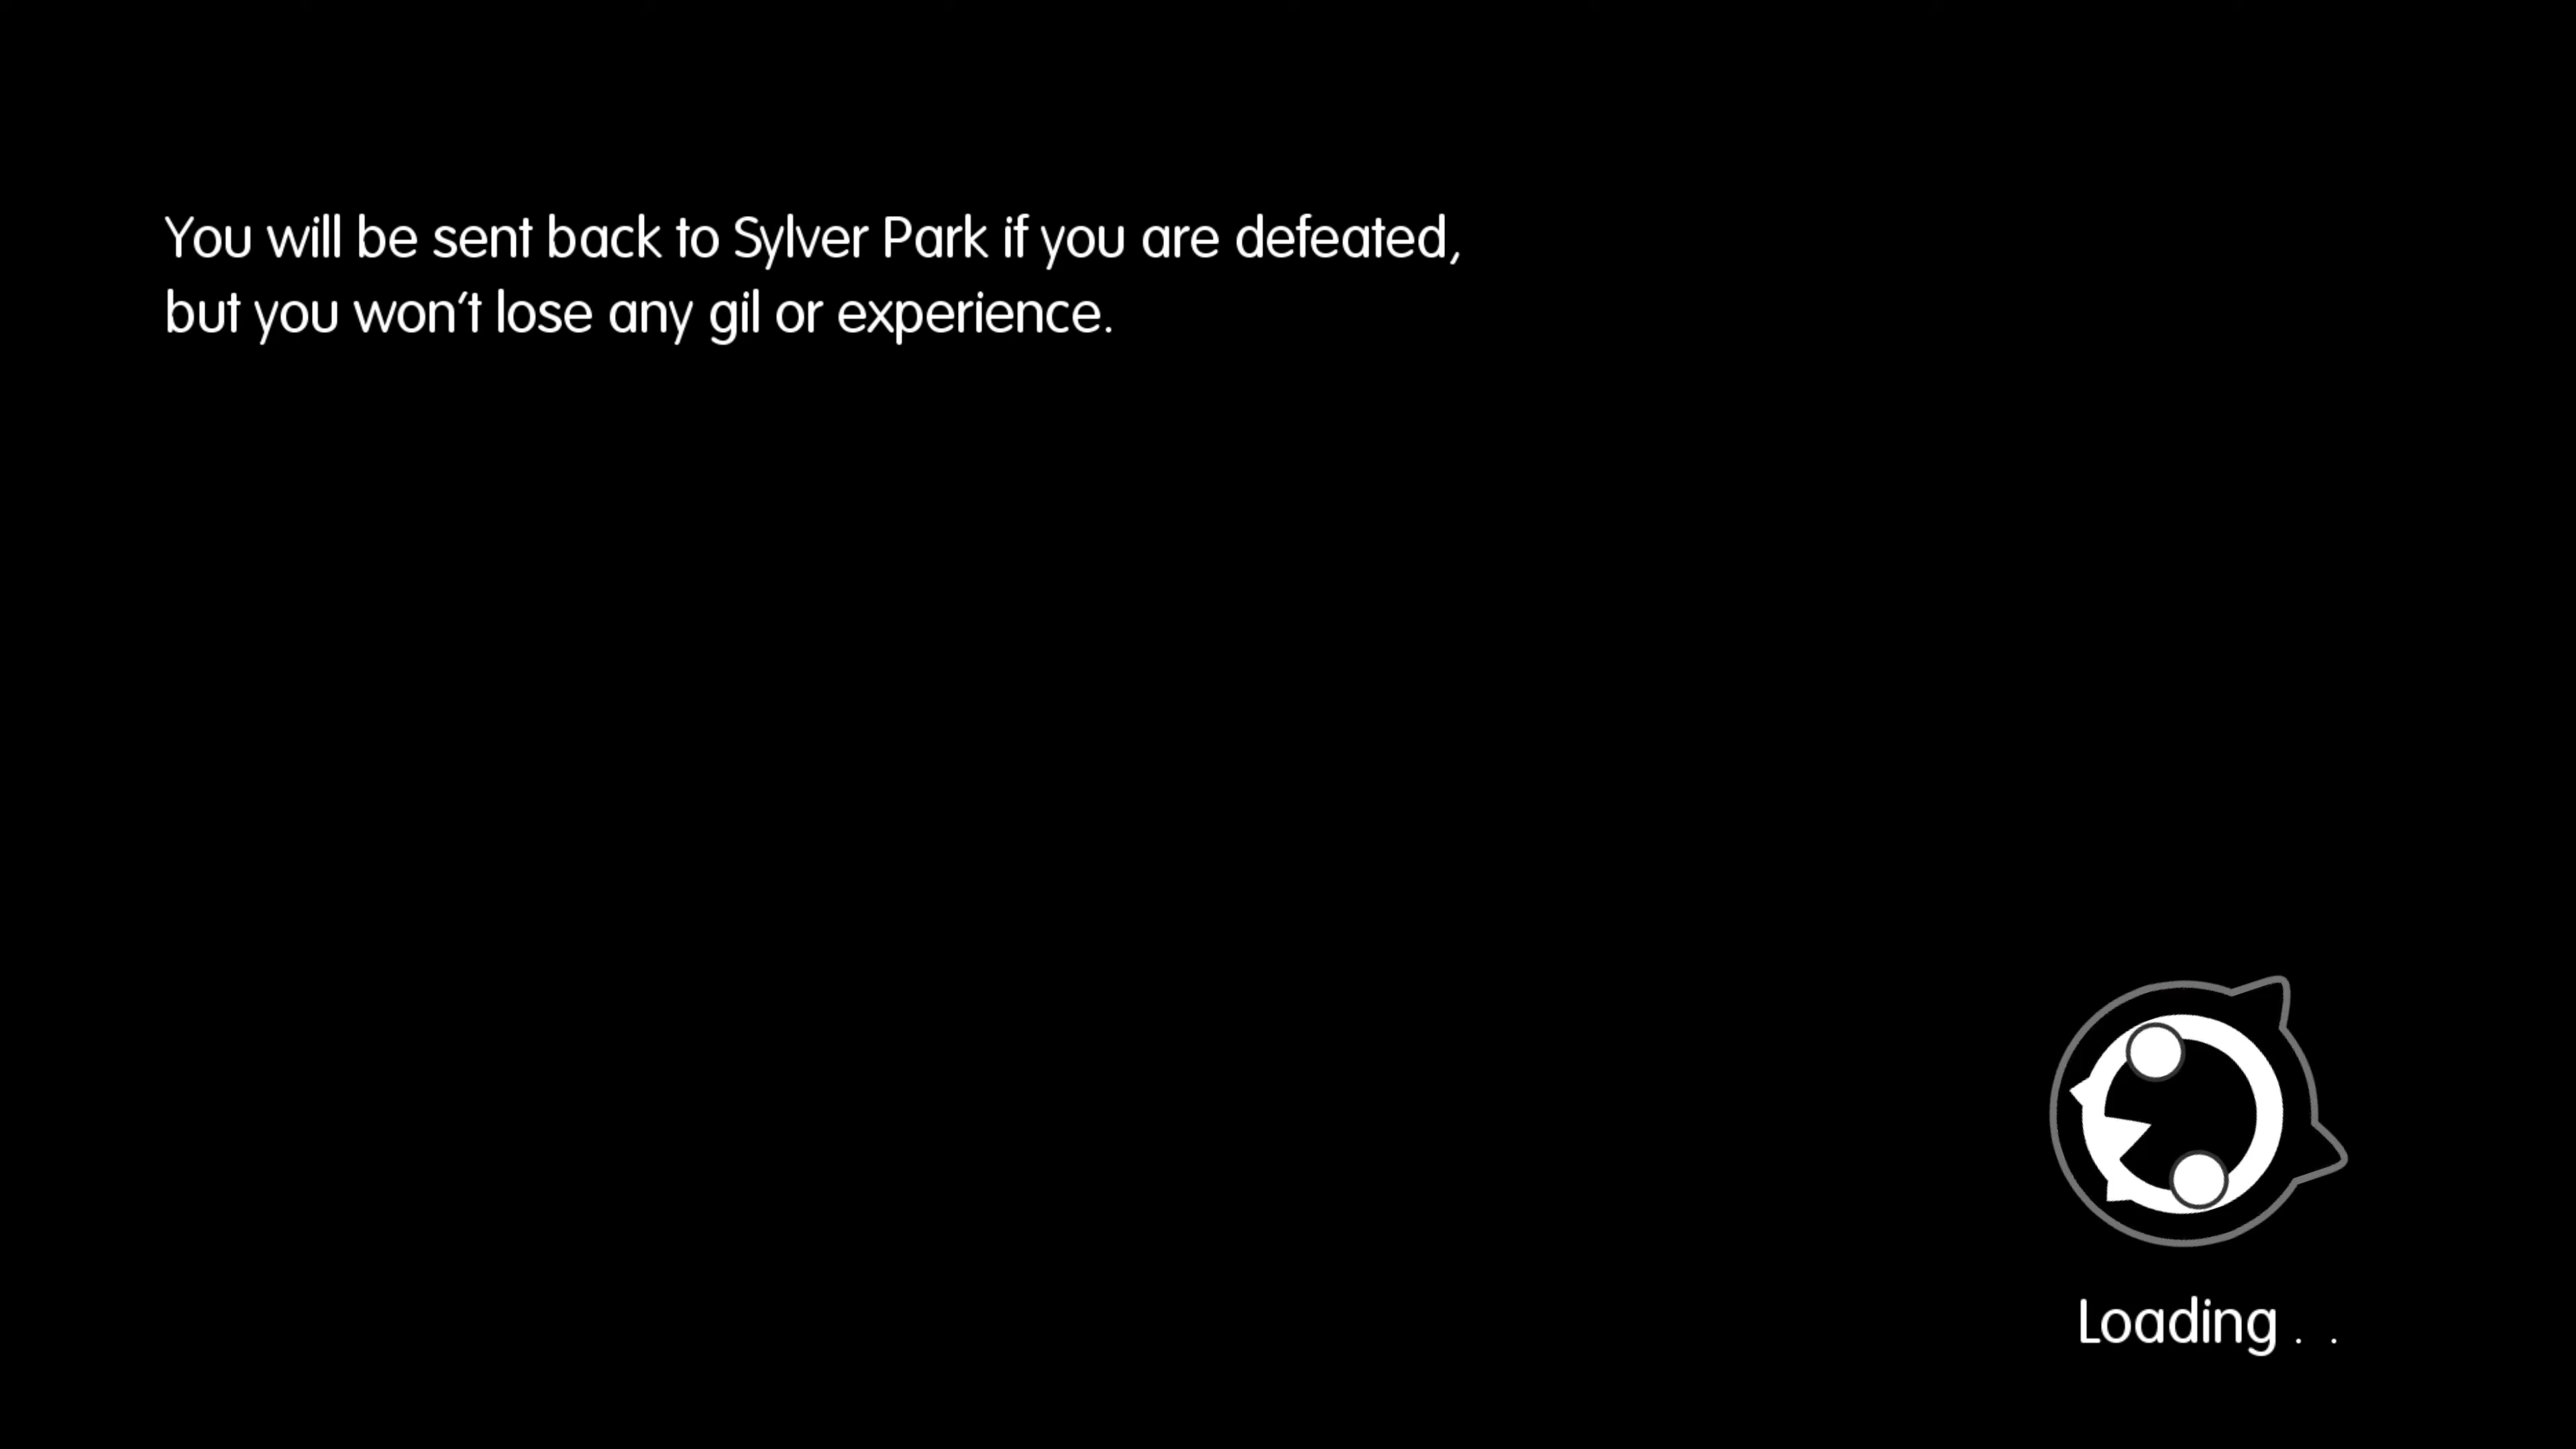 You will be sent back to Sylver Park if you are defeated,
but you won't lose any gil or experience.
Loading . .